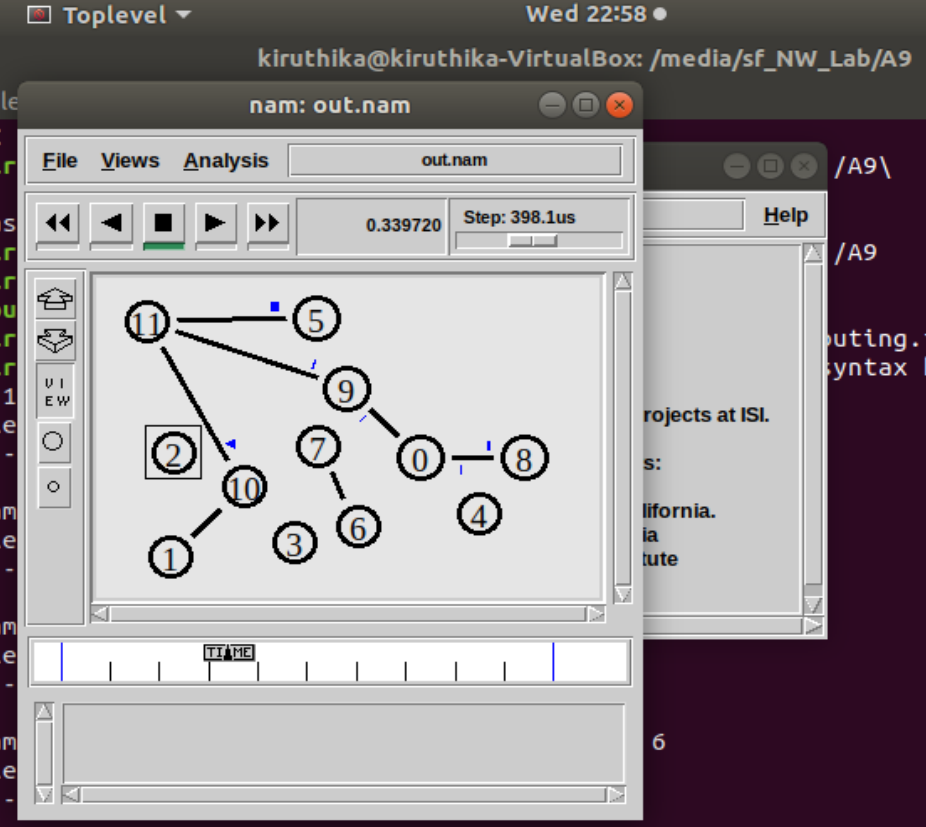 Toplevel
Wed 22:58
kiruthika@kiruthika-VirtualBox: /media/sf_NW_Lab/A9
nam: out.nam
File Views Analysis out.nam
/A9\
0.339720 Step: 398.1us
Help
/A9
11 5
9
VIEW
2 7 0 8
10 4
3 6
1
uting.
syntax
rojects at ISI.
s:
lifornia.
ia
tute
TIME
6